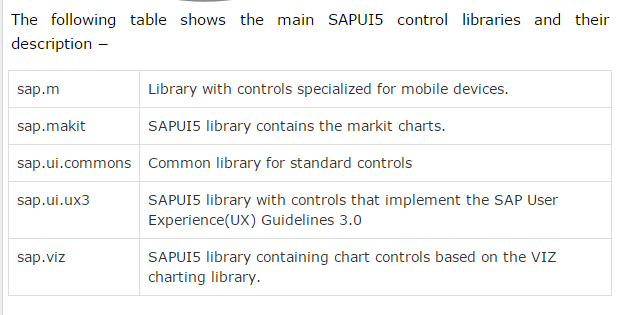 The following table shows the main SAPUI5 control libraries and their
description −
sap.m Library with controls specialized for mobile devices.
sap.makit SAPUI5 library contains the markit charts.
sap.ui.commons Common library for standard controls
sap.ui.ux3 SAPUI5 library with controls that implement the SAP User
Experience(UX) Guidelines 3.0
sap.viz SAPUI5 library containing chart controls based on the VIZ
charting library.